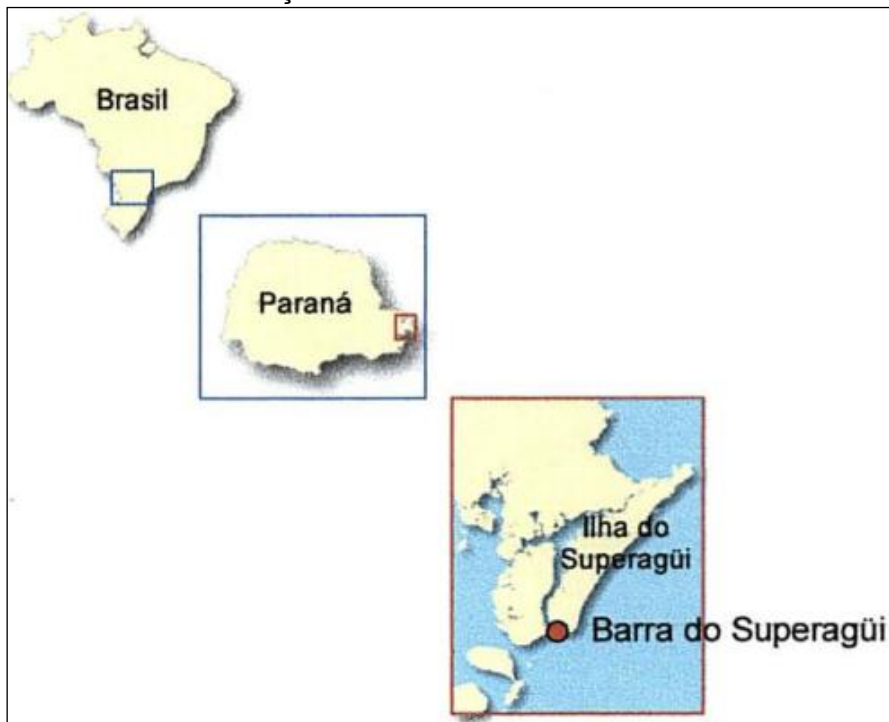 Brasil
Paraná
Ilha do
Superagüi
Barra do Superagüi